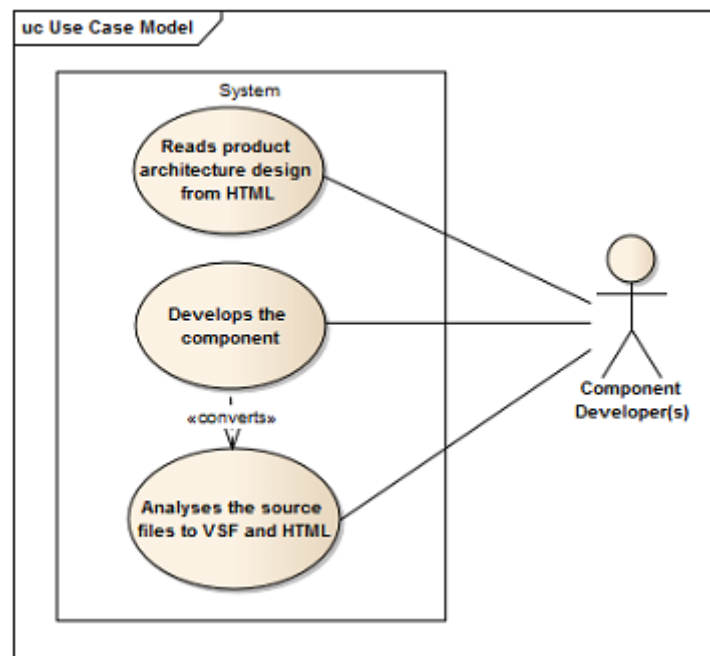 uc Use Case Model
System
Reads product
architecture design
from HTML
Develops the
component
«converts»
Analyses the source
files to VSF and HTML
Component
Developer(s)